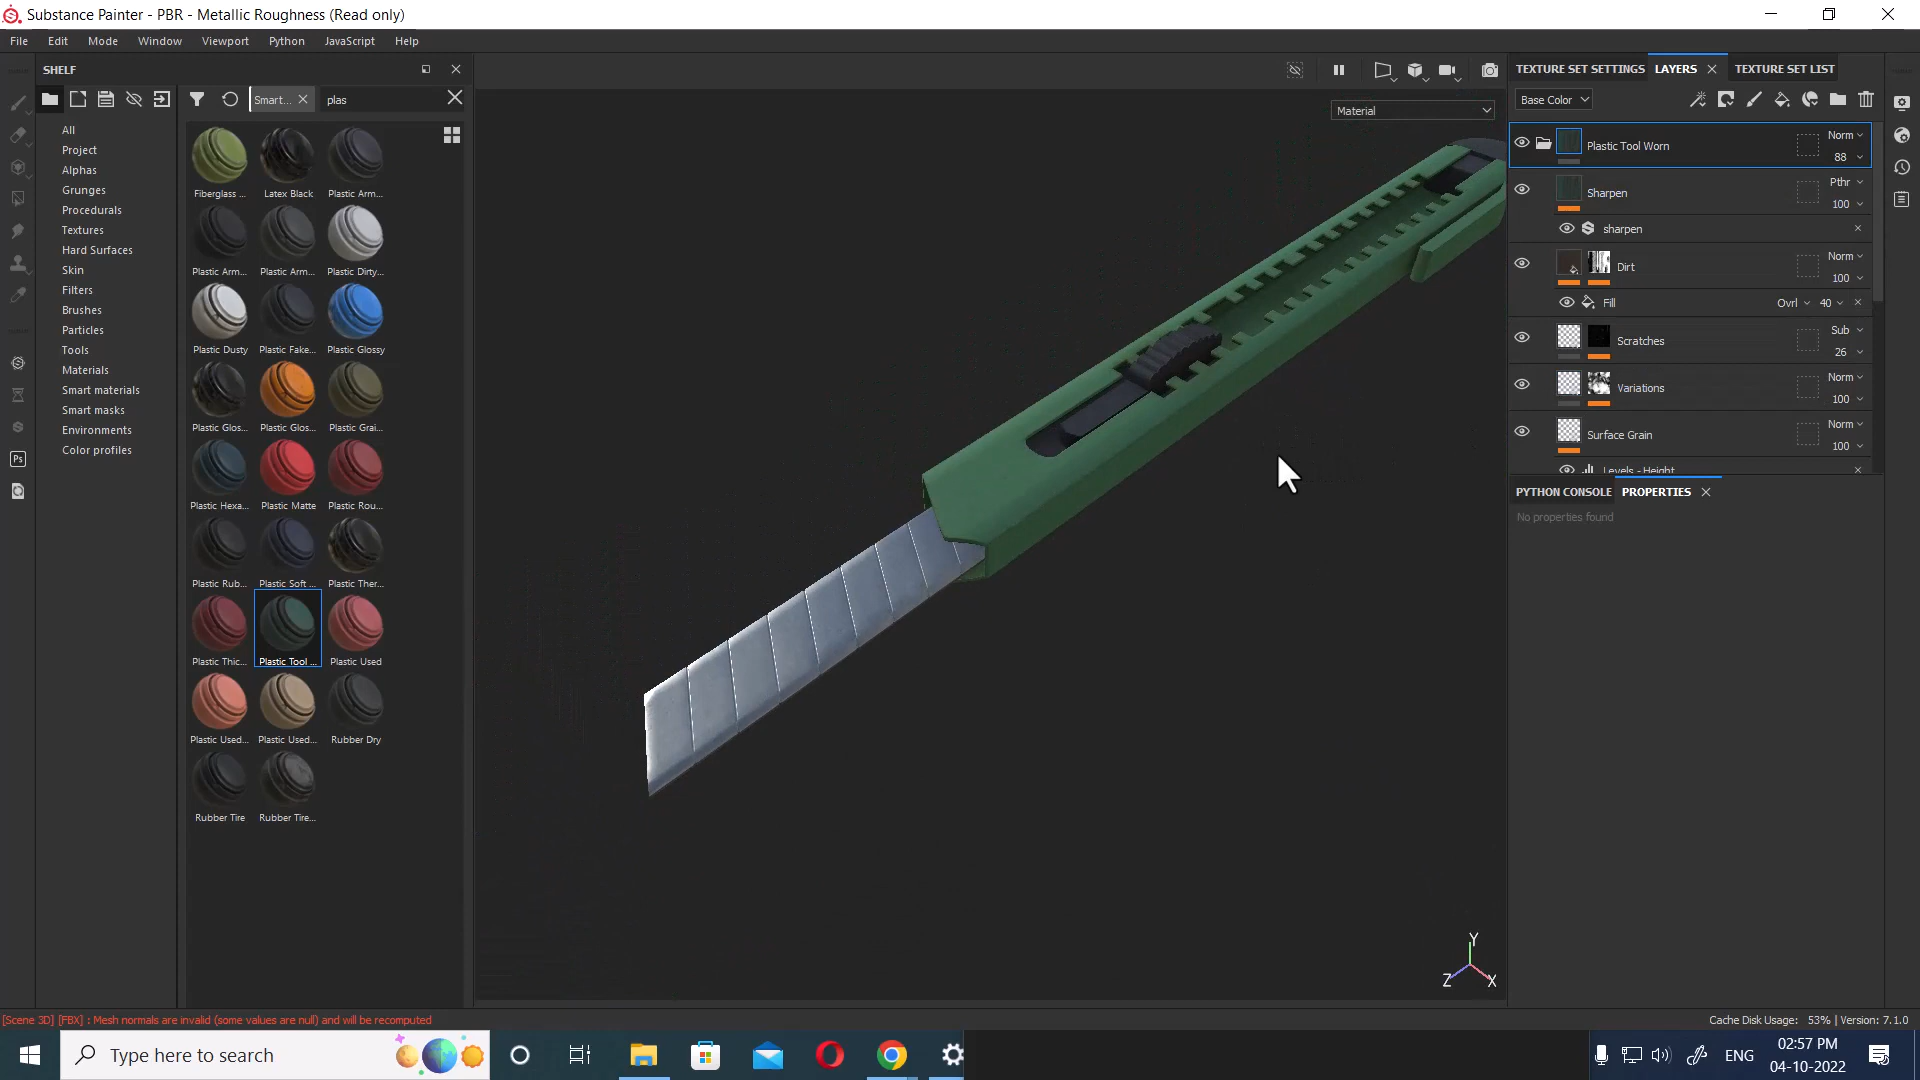 Substance Painter - PBR - Metallic Roughness (Read only)
File Edit Mode Window Viewport Python JavaScript Help
SHELF
Smart... plas
All
Project
Alphas
Grunges
Procedurals
Textures
Hard Surfaces
Skin
Filters
Brushes
Particles
Tools
Materials
Smart materials
Smart masks
Environments
Color profiles
Fiberglass ... Latex Black Plastic Arm...
Plastic Arm... Plastic Arm... Plastic Dirty...
Plastic Dusty Plastic Fake... Plastic Glossy
Plastic Glos... Plastic Glos... Plastic Grai...
Plastic Hexa... Plastic Matte Plastic Rou...
Plastic Rub... Plastic Soft ... Plastic Ther...
Plastic Thic... Plastic Tool ... Plastic Used
Plastic Used... Plastic Used... Rubber Dry
Rubber Tire Rubber Tire...
Material
Y
Z X
TEXTURE SET SETTINGS LAYERS TEXTURE SET LIST
Base Color
Plastic Tool Worn Norm 88
Sharpen Pthr 100
sharpen
Dirt Norm 100
Fill Ovrl 40
Scratches Sub 26
Variations Norm 100
Surface Grain Norm 100
Levels - Height
PYTHON CONSOLE PROPERTIES
No properties found
[Scene 3D] [FBX] : Mesh normals are invalid (some values are null) and will be recomputed
Cache Disk Usage: 53% | Version: 7.1.0
Ps
Type here to search
ENG
02:57 PM
04-10-2022